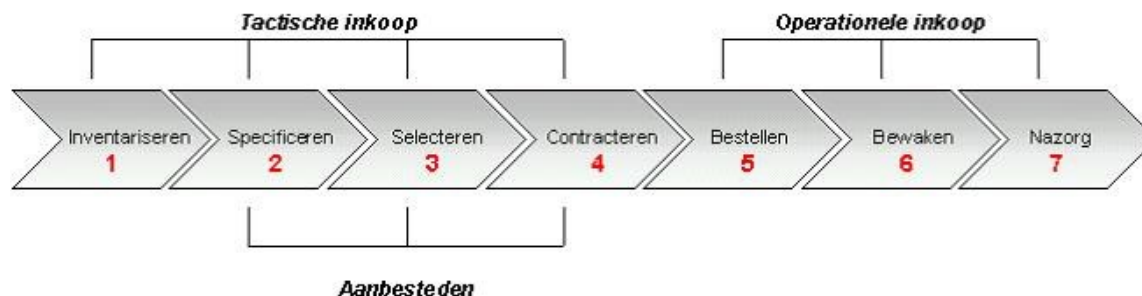 Tactische inkoop
Operationele inkoop
Inventariseren
1
Specificeren
2
Selecteren
3
Contracteren
4
Bestellen
5
Bewaken
6
Nazorg
7
Aanbesteden